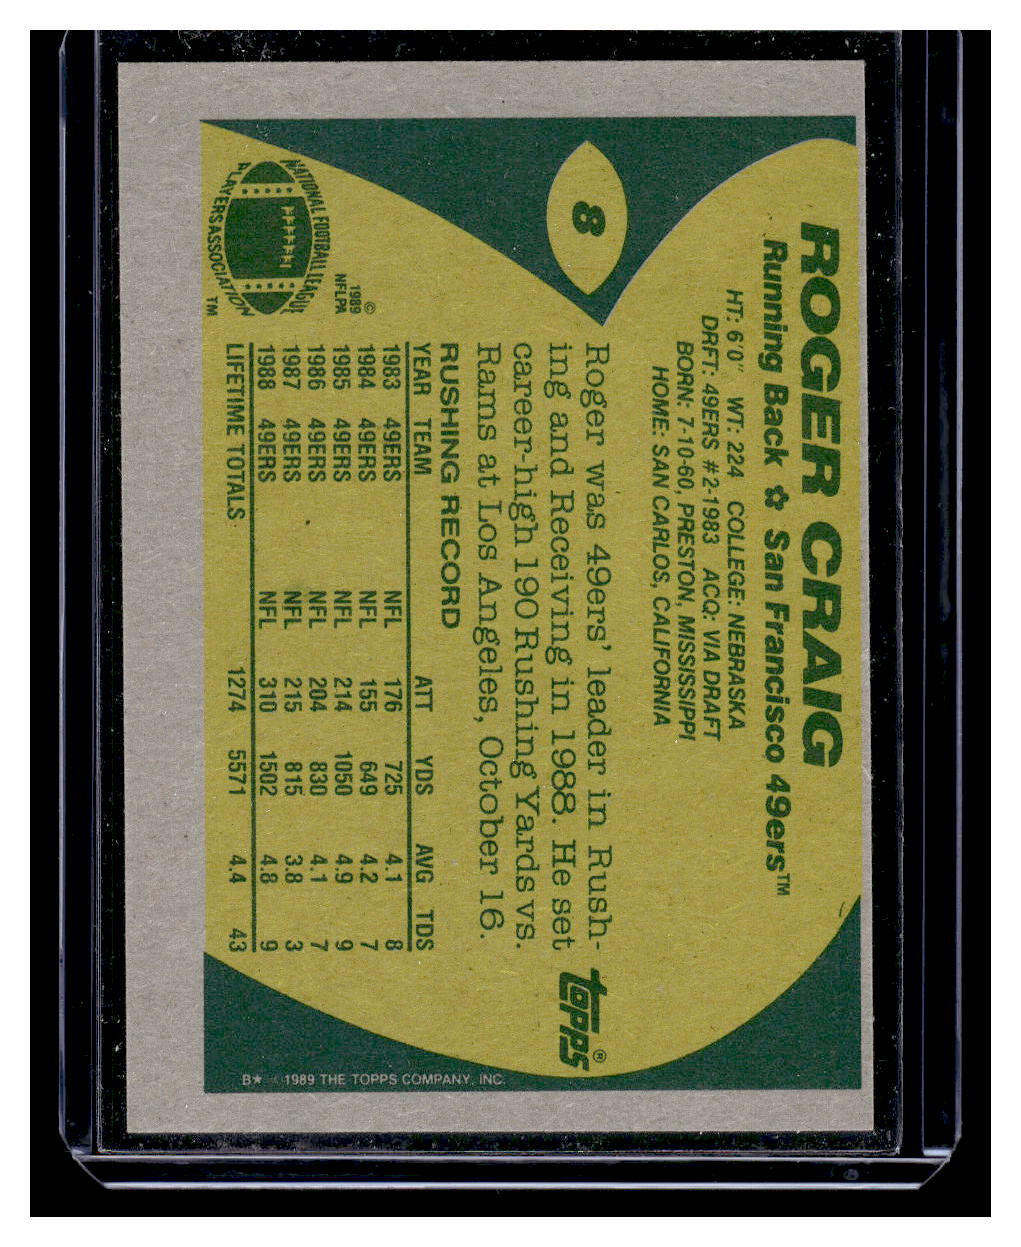 8
ROGER CRAIG
Running Back ✿ San Francisco 49ers™
HT: 6'0" WT: 224 COLLEGE: NEBRASKA
DRFT: 49ERS #2-1983 ACQ: VIA DRAFT
BORN: 7-10-60, PRESTON, MISSISSIPPI
HOME: SAN CARLOS, CALIFORNIA
Roger was 49ers' leader in Rush-
ing and Receiving in 1988. He set
career-high 190 Rushing Yards vs.
Rams at Los Angeles, October 16.
topps®
RUSHING RECORD
YEAR TEAM ATT YDS AVG TDS
1983 49ERS NFL 176 725 4.1 8
1984 49ERS NFL 155 649 4.2 7
1985 49ERS NFL 214 1050 4.9 9
1986 49ERS NFL 204 830 4.1 7
1987 49ERS NFL 215 815 3.8 3
1988 49ERS NFL 310 1502 4.8 9
LIFETIME TOTALS 1274 5571 4.4 43
NATIONAL FOOTBALL LEAGUE
PLAYERS ASSOCIATION
TM
©
1989
NFLPA
B★ 1989 THE TOPPS COMPANY, INC.